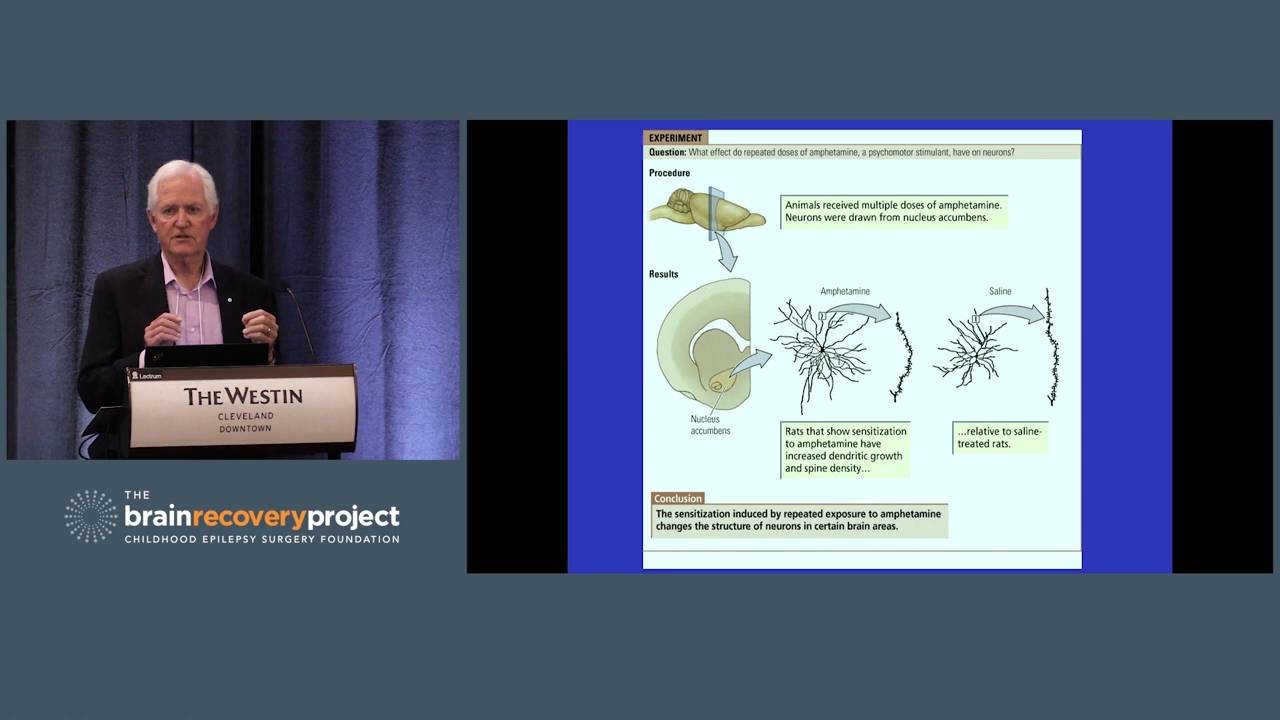 Lectrum
THE WESTIN
CLEVELAND
DOWNTOWN
THE
brainrecoveryproject
CHILDHOOD EPILEPSY SURGERY FOUNDATION
EXPERIMENT
Question: What effect do repeated doses of amphetamine, a psychomotor stimulant, have on neurons?
Procedure
Animals received multiple doses of amphetamine.
Neurons were drawn from nucleus accumbens.
Results
Amphetamine
Saline
Nucleus
accumbens
Rats that show sensitization
to amphetamine have
increased dendritic growth
and spine density…
…relative to saline-
treated rats.
Conclusion
The sensitization induced by repeated exposure to amphetamine
changes the structure of neurons in certain brain areas.